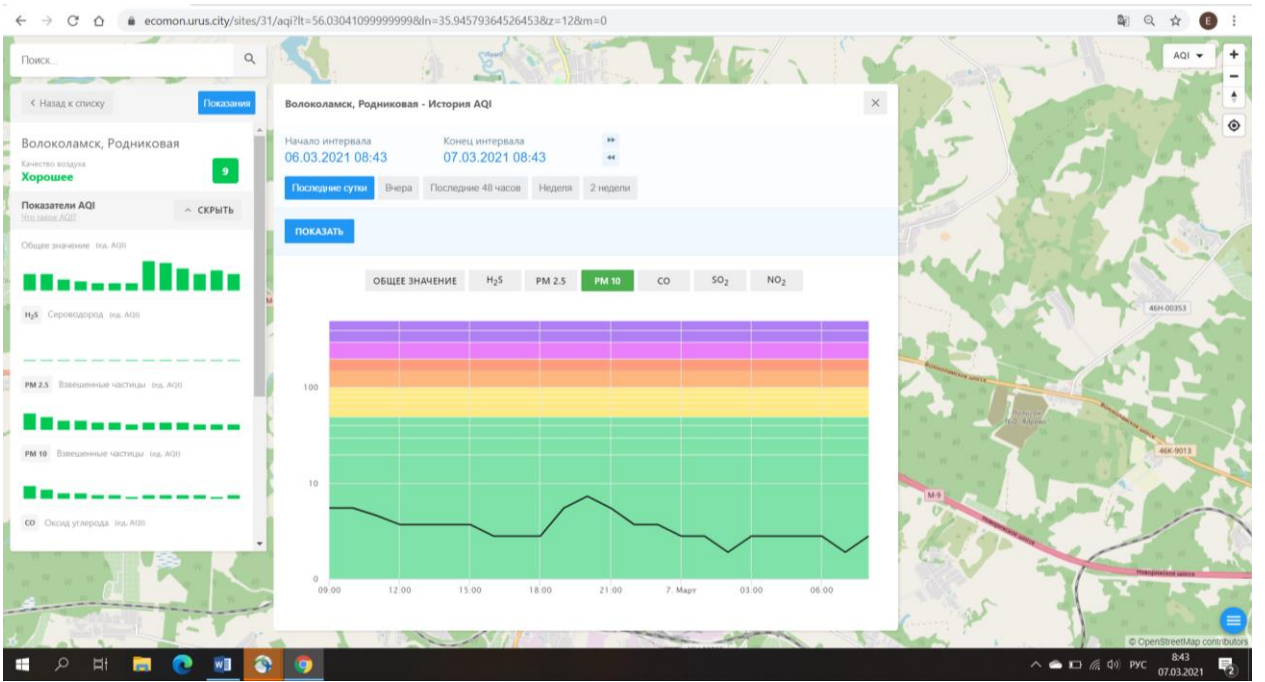 ecomon.urus.city/sites/31/aqi?lt=56.03041099999999&ln=35.945793645264538&z=12&m=0
E
Поиск...
AQI
+
−
< Назад к списку
Показания
Волоколамск, Родниковая
Качество воздуха
Хорошее
9
Показатели AQI
Что такое AQI?
СКРЫТЬ
Общее значение (ед. AQI)
H₂S Сероводород (ед. AQI)
PM 2.5 Взвешенные частицы (ед. AQI)
PM 10 Взвешенные частицы (ед. AQI)
CO Оксид углерода (ед. AQI)
Волоколамск, Родниковая - История AQI
Начало интервала
06.03.2021 08:43
Конец интервала
07.03.2021 08:43
Последние сутки Вчера Последние 48 часов Неделя 2 недели
ПОКАЗАТЬ
ОБЩЕЕ ЗНАЧЕНИЕ H₂S PM 2.5 PM 10 CO SO₂ NO₂
100
10
0
09:00 12:00 15:00 18:00 21:00 7. Март 03:00 06:00
46Н-00353
Волоколамское шоссе
46К-9013
М-9
Новорижское шоссе
© OpenStreetMap contributors
РУС
8:43
07.03.2021
2